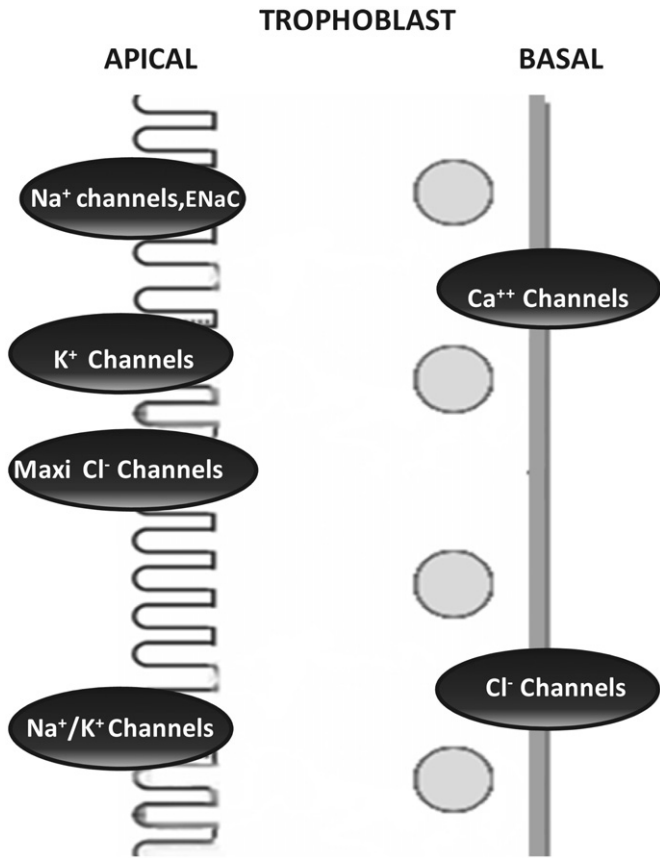 TROPHOBLAST
APICAL
BASAL
Na⁺ channels,ENaC
Ca⁺⁺ Channels
K⁺ Channels
Maxi Cl⁻ Channels
Cl⁻ Channels
Na⁺/K⁺ Channels